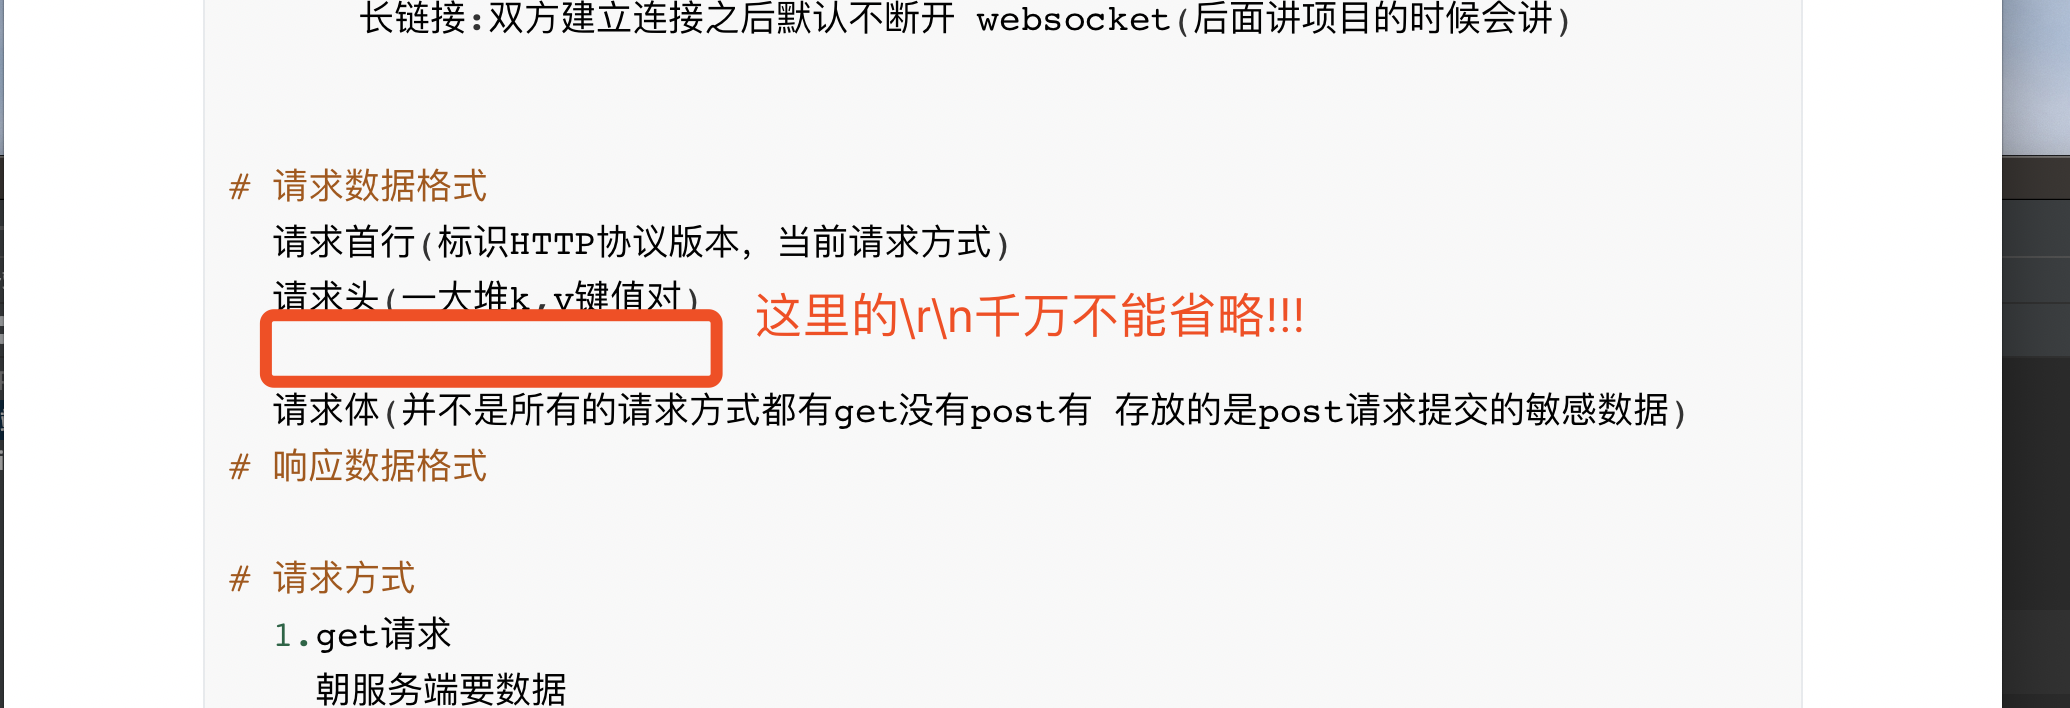 长链接:双方建立连接之后默认不断开 websocket(后面讲项目的时候会讲)
# 请求数据格式
请求首行(标识HTTP协议版本，当前请求方式)
请求头(一大堆k,v键值对)
这里的\r\n千万不能省略!!!
请求体(并不是所有的请求方式都有get没有post有 存放的是post请求提交的敏感数据)
# 响应数据格式
# 请求方式
1.get请求
朝服务端要数据